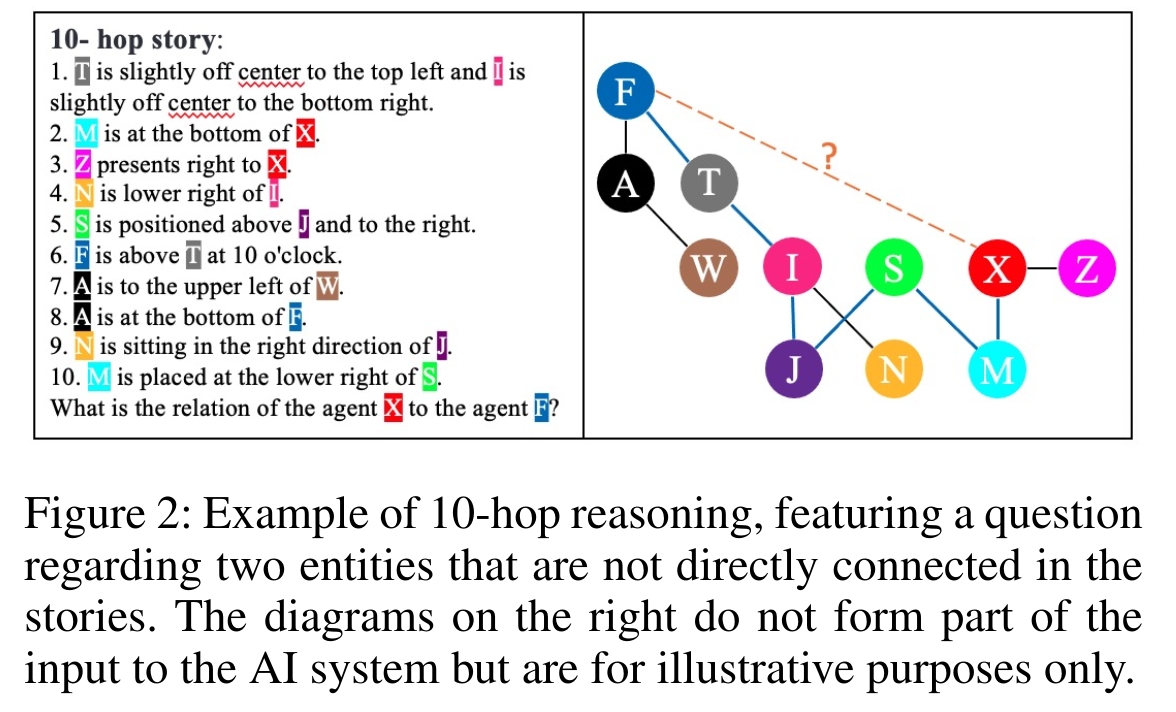 10- hop story:
1. T is slightly off center to the top left and I is
slightly off center to the bottom right.
2. M is at the bottom of X.
3. Z presents right to X.
4. N is lower right of I.
5. S is positioned above J and to the right.
6. F is above T at 10 o'clock.
7. A is to the upper left of W.
8. A is at the bottom of F.
9. N is sitting in the right direction of J.
10. M is placed at the lower right of S.
What is the relation of the agent X to the agent F?
F
?
A T
W I S X Z
J N M
Figure 2: Example of 10-hop reasoning, featuring a question
regarding two entities that are not directly connected in the
stories. The diagrams on the right do not form part of the
input to the AI system but are for illustrative purposes only.